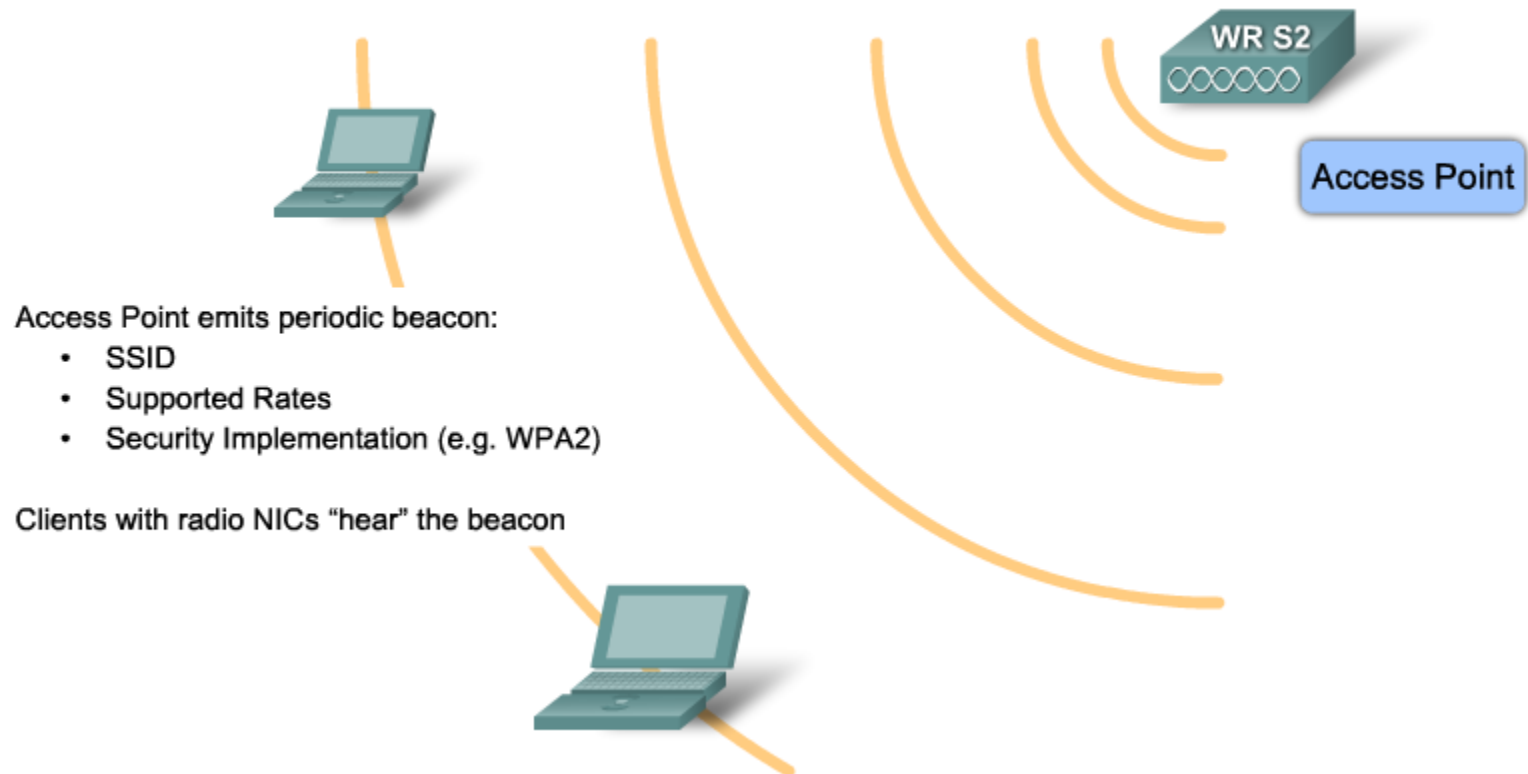 WR S2
Access Point
Access Point emits periodic beacon:
• SSID
• Supported Rates
• Security Implementation (e.g. WPA2)
Clients with radio NICs “hear” the beacon